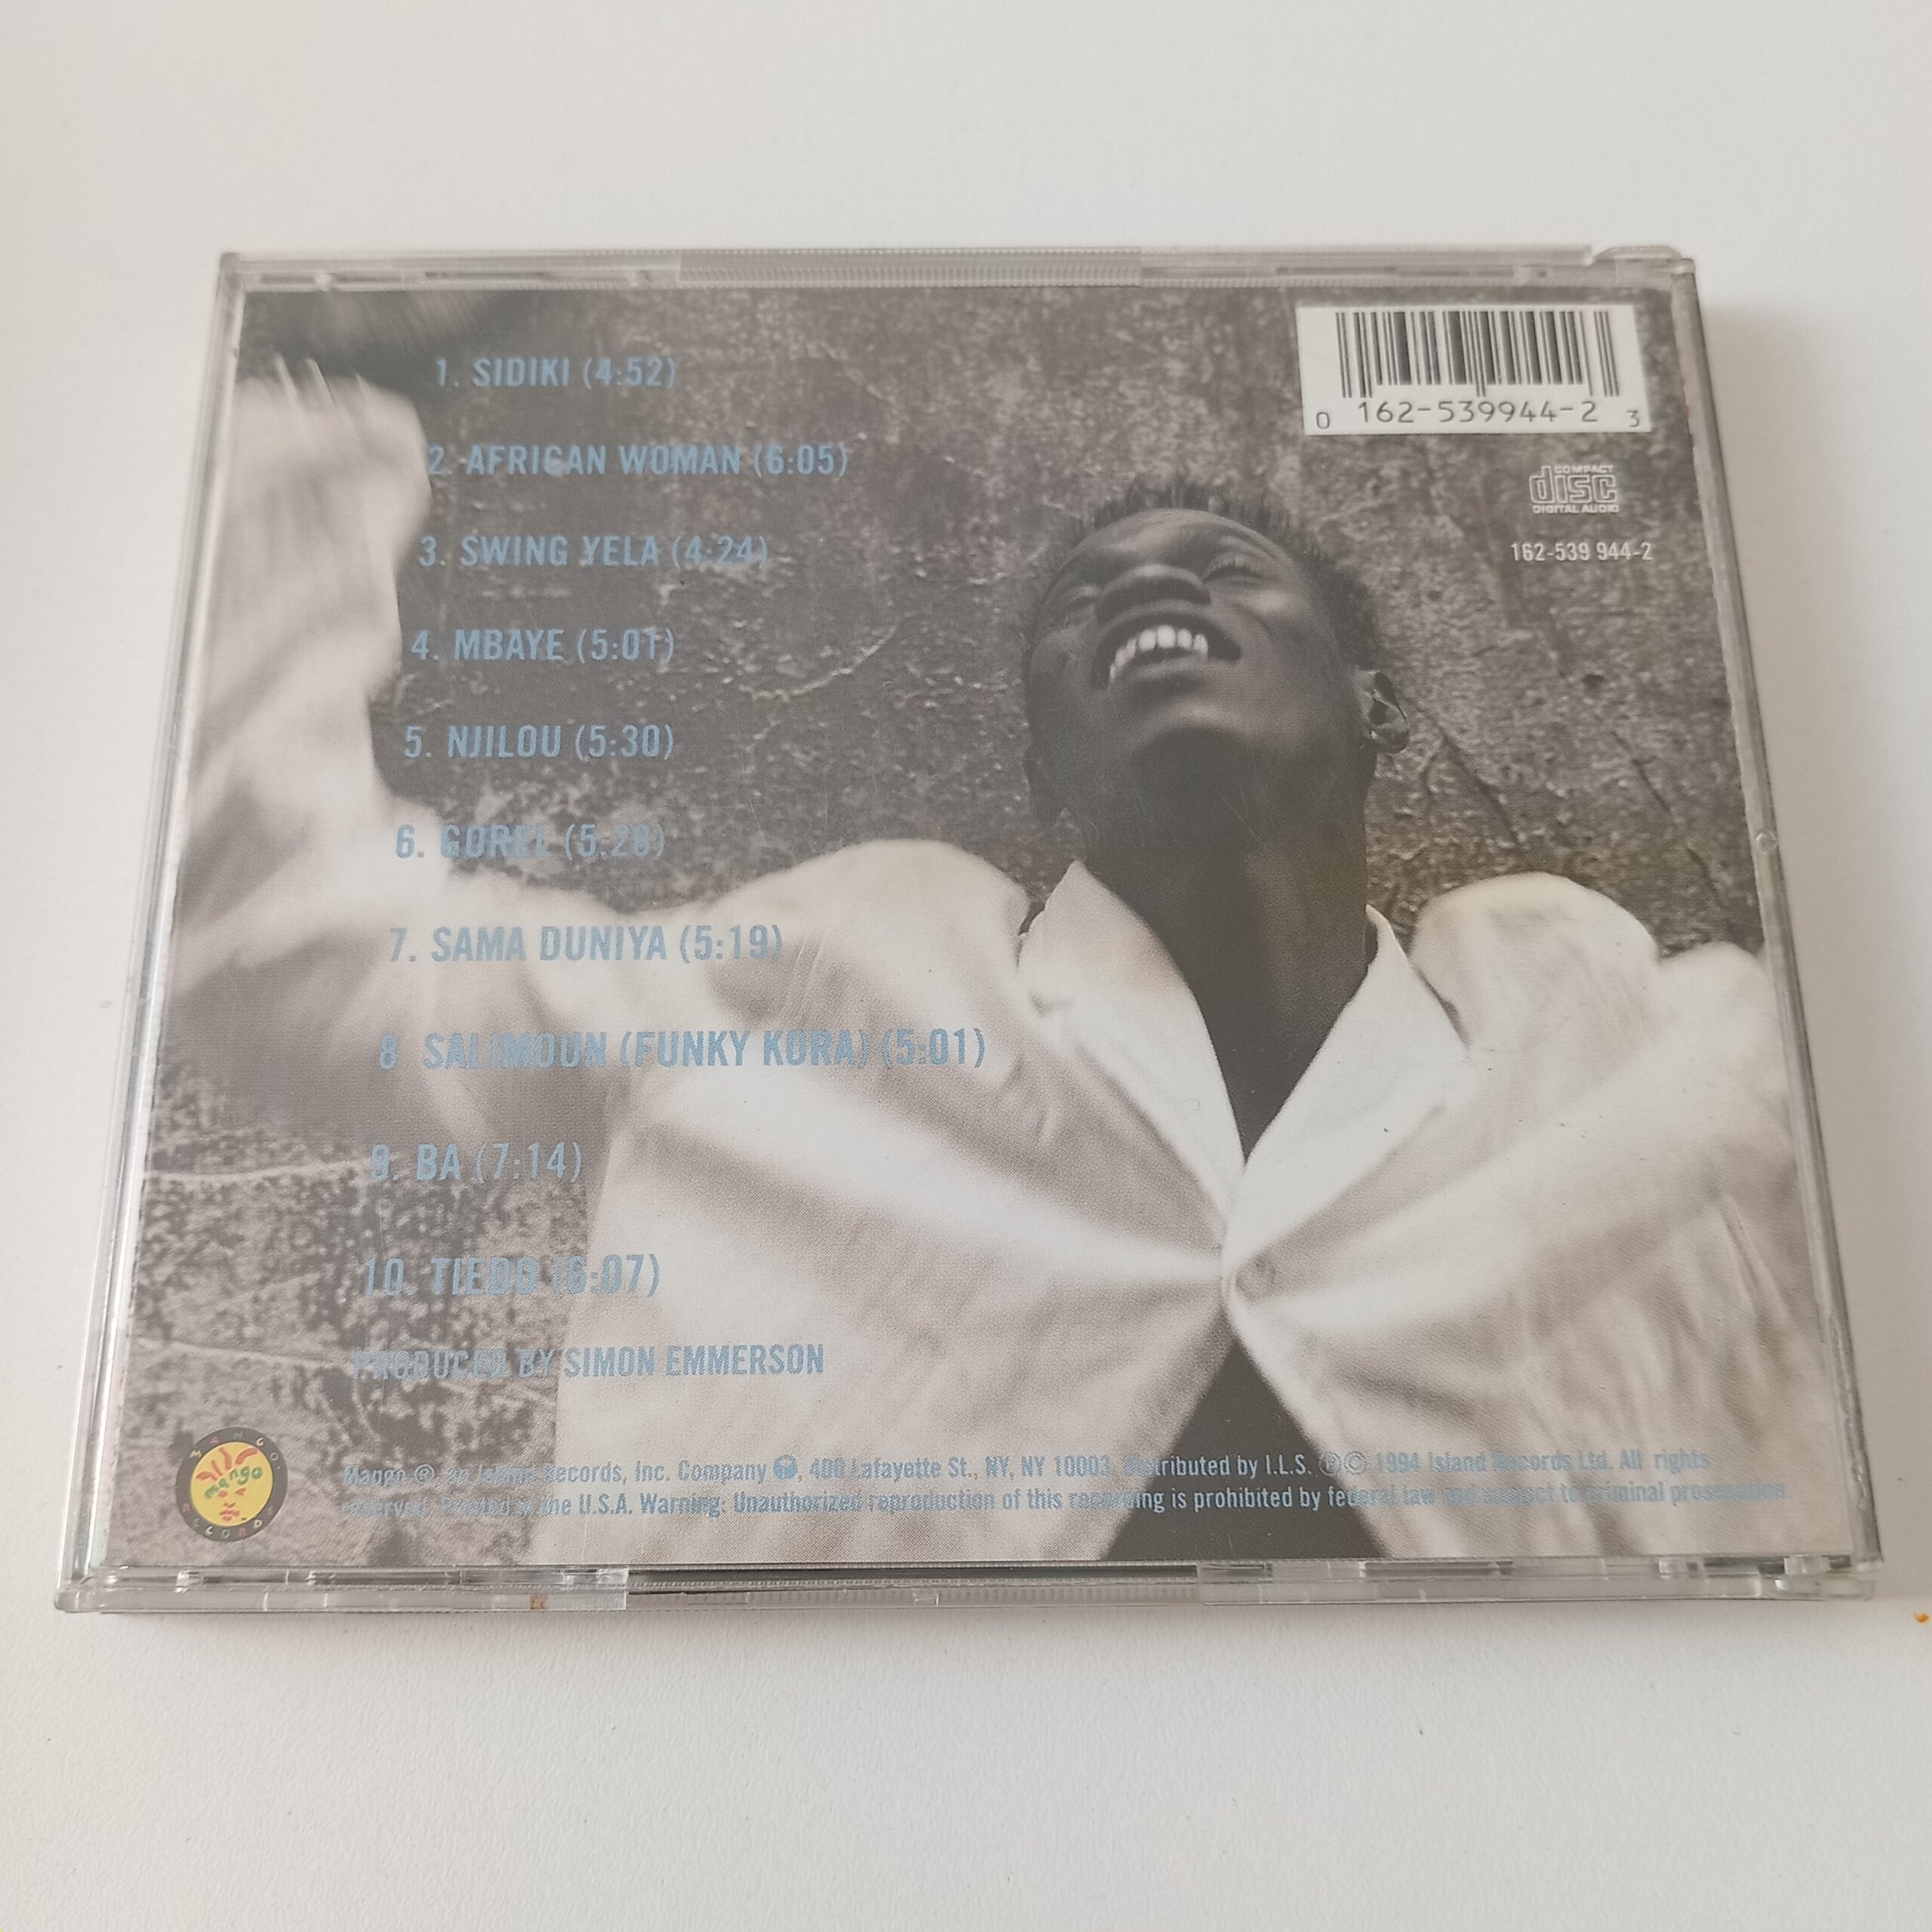 1. SIDIKI (4:52)
2. AFRICAN WOMAN (6:05)
3. SWING YELA (4:24)
4. MBAYE (5:01)
5. NJILOU (5:30)
6. GOREL (5:28)
7. SAMA DUNIYA (5:19)
8 SALIMOUN (FUNKY KORA) (5:01)
9. BA (7:14)
10. TIEDO (6:07)
PRODUCED BY SIMON EMMERSON
0 162-539944-2 3
COMPACT
disc
DIGITAL AUDIO
162-539 944-2
MANGO
mango
RECORDS
Mango ®, an Island Records, Inc. Company, 400 Lafayette St., NY, NY 10003. Distributed by I.L.S. ℗© 1994 Island Records Ltd. All rights
reserved. Printed in the U.S.A. Warning: Unauthorized reproduction of this recording is prohibited by federal law and subject to criminal prosecution.